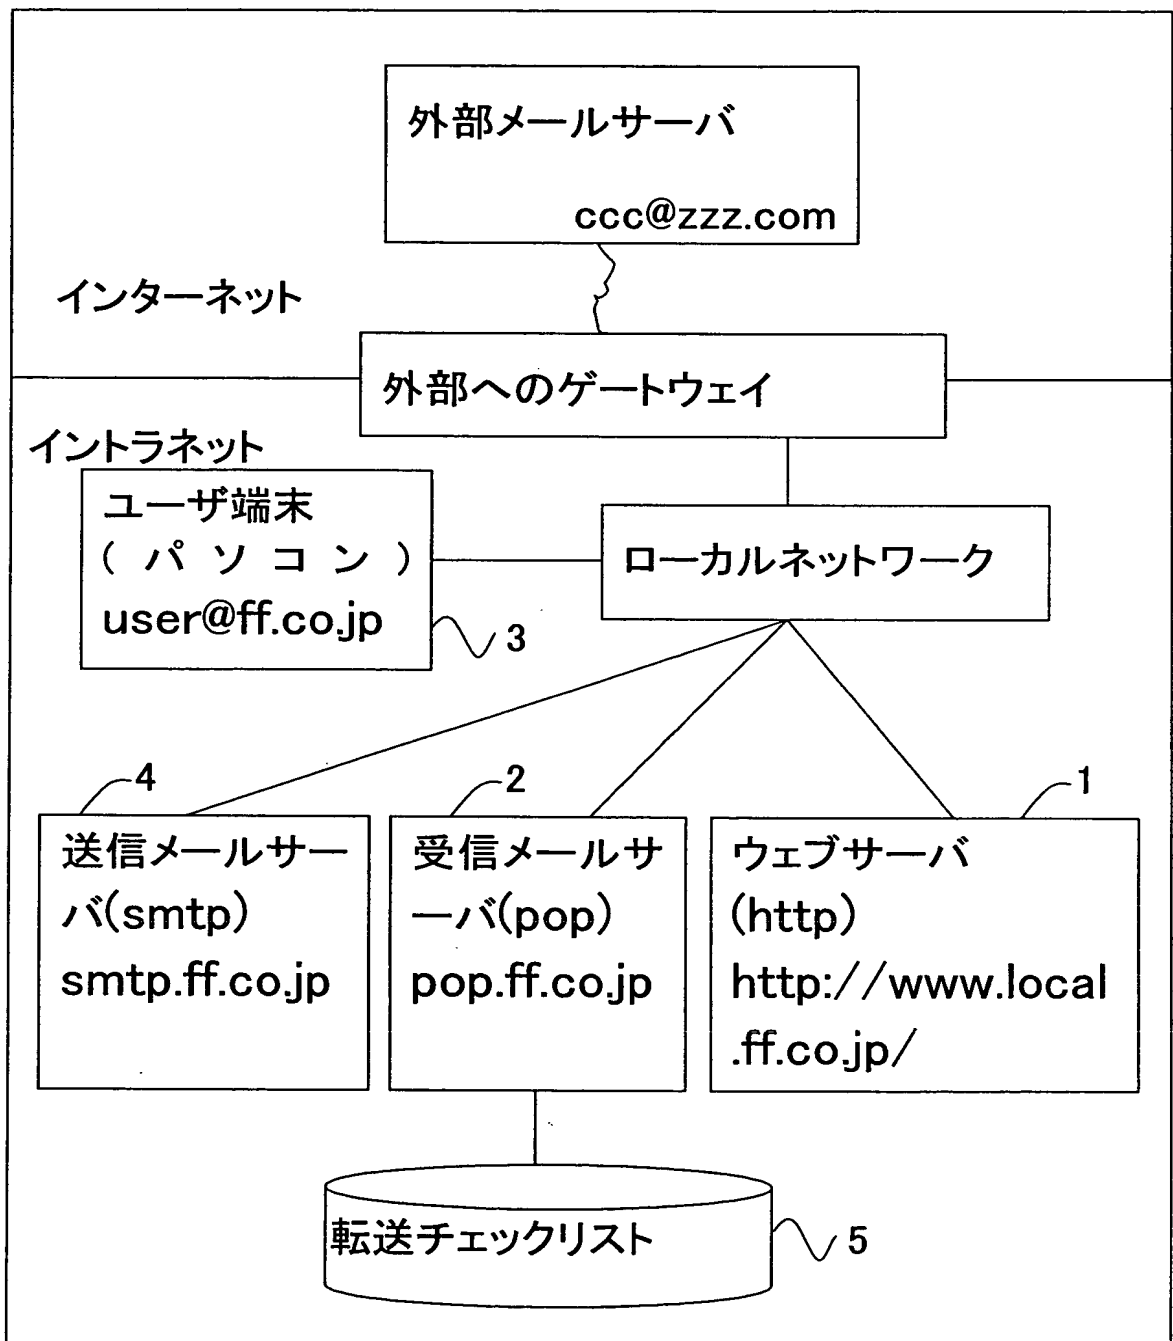 外部メールサーバ
ccc@zzz.com
インターネット
外部へのゲートウェイ
イントラネット
ユーザ端末
(パソコン)
user@ff.co.jp
3
ローカルネットワーク
4
送信メールサー
バ(smtp)
smtp.ff.co.jp
2
受信メールサ
ーバ(pop)
pop.ff.co.jp
1
ウェブサーバ
(http)
http://www.local
.ff.co.jp/
転送チェックリスト
5